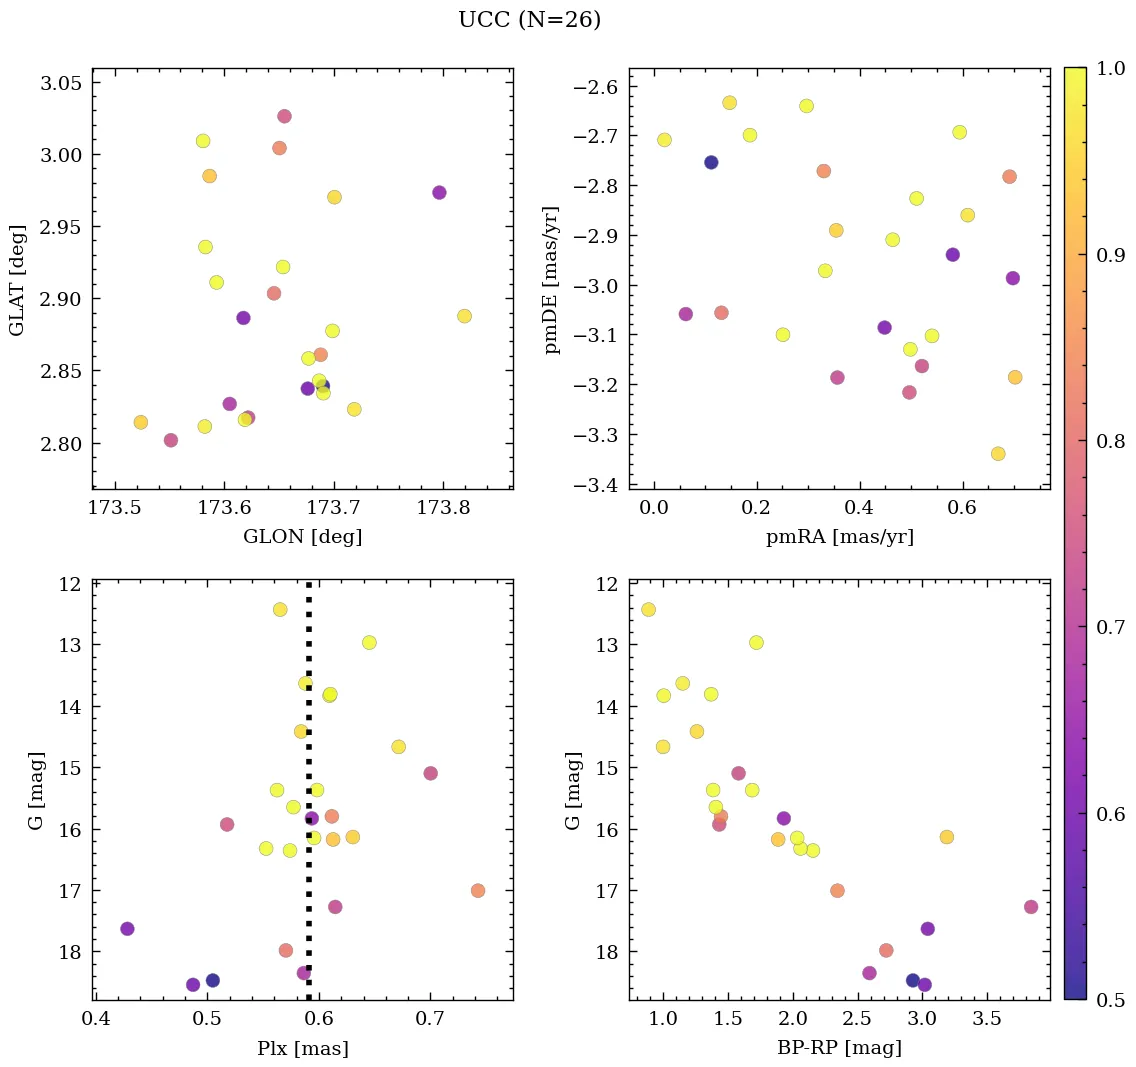 UCC (N=26)
3.05
3.00
2.95
2.90
2.85
2.80
GLAT [deg]
173.5 173.6 173.7 173.8
GLON [deg]
−2.6
−2.7
−2.8
−2.9
−3.0
−3.1
−3.2
−3.3
−3.4
pmDE [mas/yr]
0.0 0.2 0.4 0.6
pmRA [mas/yr]
12
13
14
15
16
17
18
G [mag]
0.4 0.5 0.6 0.7
Plx [mas]
12
13
14
15
16
17
18
G [mag]
1.0 1.5 2.0 2.5 3.0 3.5
BP-RP [mag]
1.0
0.9
0.8
0.7
0.6
0.5